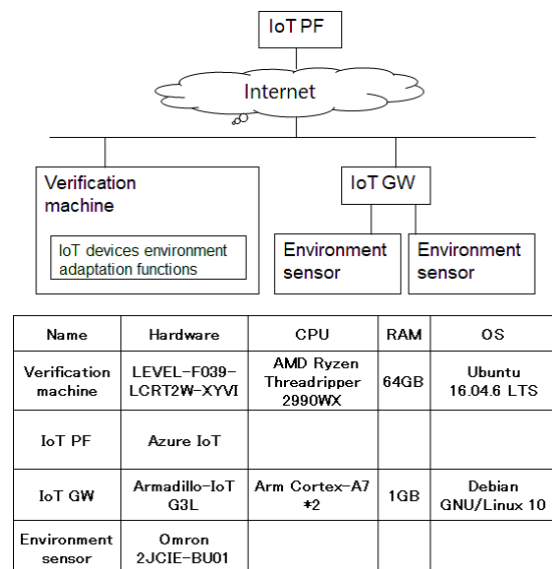 IoT PF
Internet
Verification
machine
IoT devices environment
adaptation functions
IoT GW
Environment
sensor
Environment
sensor
Name Hardware CPU RAM OS
Verification
machine
LEVEL-F039-
LCRT2W-XYVI
AMD Ryzen
Threadripper
2990WX
64GB
Ubuntu
16.04.6 LTS
IoT PF Azure IoT
IoT GW
Armadillo-IoT
G3L
Arm Cortex-A7
*2
1GB
Debian
GNU/Linux 10
Environment
sensor
Omron
2JCIE-BU01